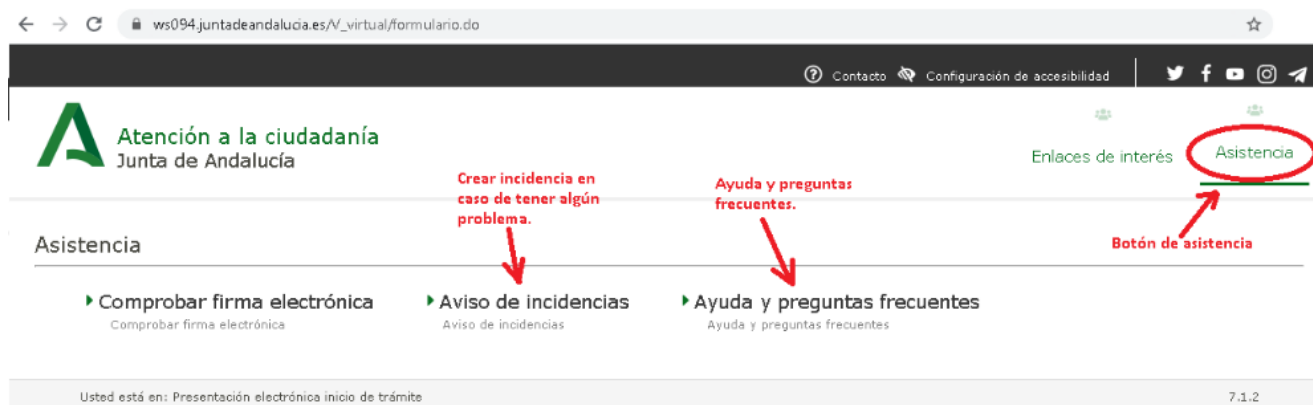 ws094.juntadeandalucia.es/V_virtual/formulario.do
Contacto Configuración de accesibilidad
Atención a la ciudadanía
Junta de Andalucía
Enlaces de interés
Asistencia
Crear incidencia en
caso de tener algún
problema.
Ayuda y preguntas
frecuentes.
Botón de asistencia
Asistencia
Comprobar firma electrónica
Comprobar firma electrónica
Aviso de incidencias
Aviso de incidencias
Ayuda y preguntas frecuentes
Ayuda y preguntas frecuentes
Usted está en: Presentación electrónica inicio de trámite
7.1.2